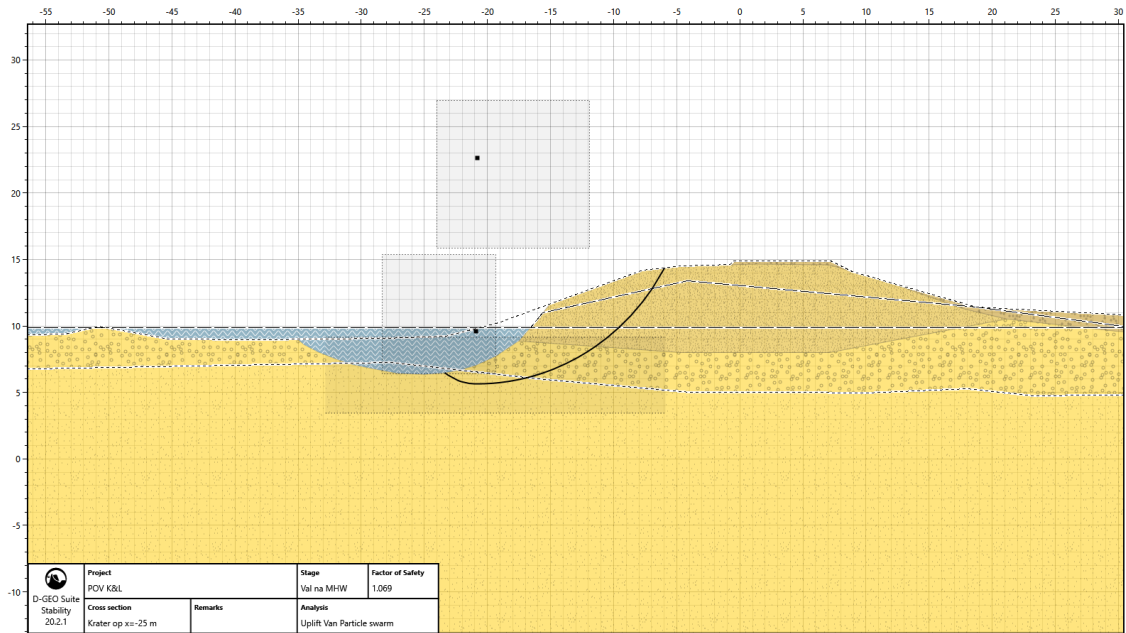 -55 -50 -45 -40 -35 -30 -25 -20 -15 -10 -5 0 5 10 15 20 25 30
30
25
20
15
10
5
0
-5
-10
D-GEO Suite
Stability
20.2.1
Project
POV K&L
Stage
Val na MHW
Factor of Safety
1.069
Cross section
Krater op x=-25 m
Remarks
Analysis
Uplift Van Particle swarm